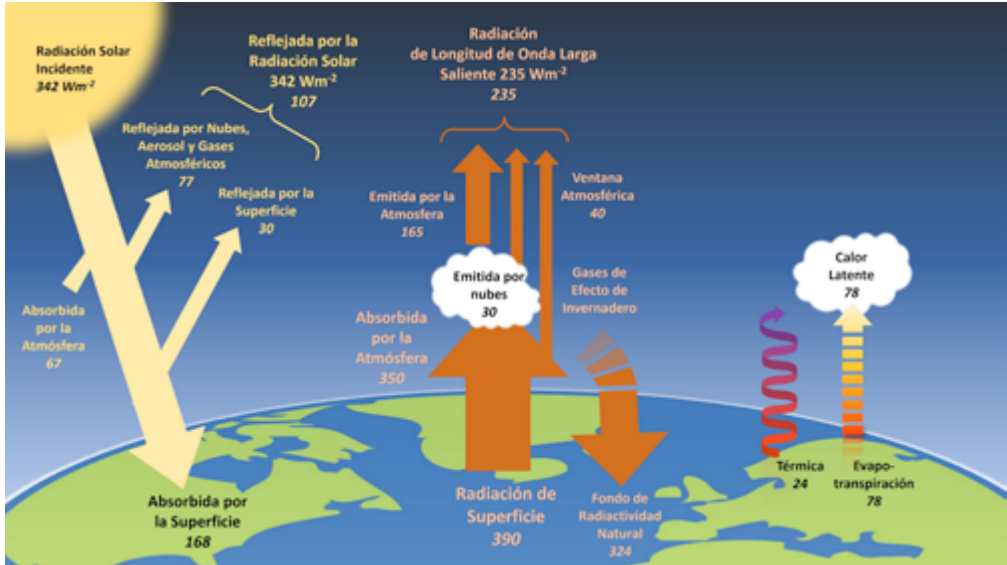 Radiación Solar
Incidente
342 Wm-2
Reflejada por la
Radiación Solar
342 Wm-2
107
Radiación
de Longitud de Onda Larga
Saliente 235 Wm-2
235
Reflejada por Nubes,
Aerosol y Gases
Atmosféricos
77
Reflejada por la
Superficie
30
Emitida por la
Atmosfera
165
Ventana
Atmosférica
40
Absorbida
por la
Atmósfera
67
Emitida por
nubes
30
Absorbida
por la
Atmósfera
350
Gases de
Efecto de
Invernadero
Calor
Latente
78
Absorbida por
la Superficie
168
Radiación de
Superficie
390
Fondo de
Radiactividad
Natural
324
Térmica
24
Evapo-
transpiración
78